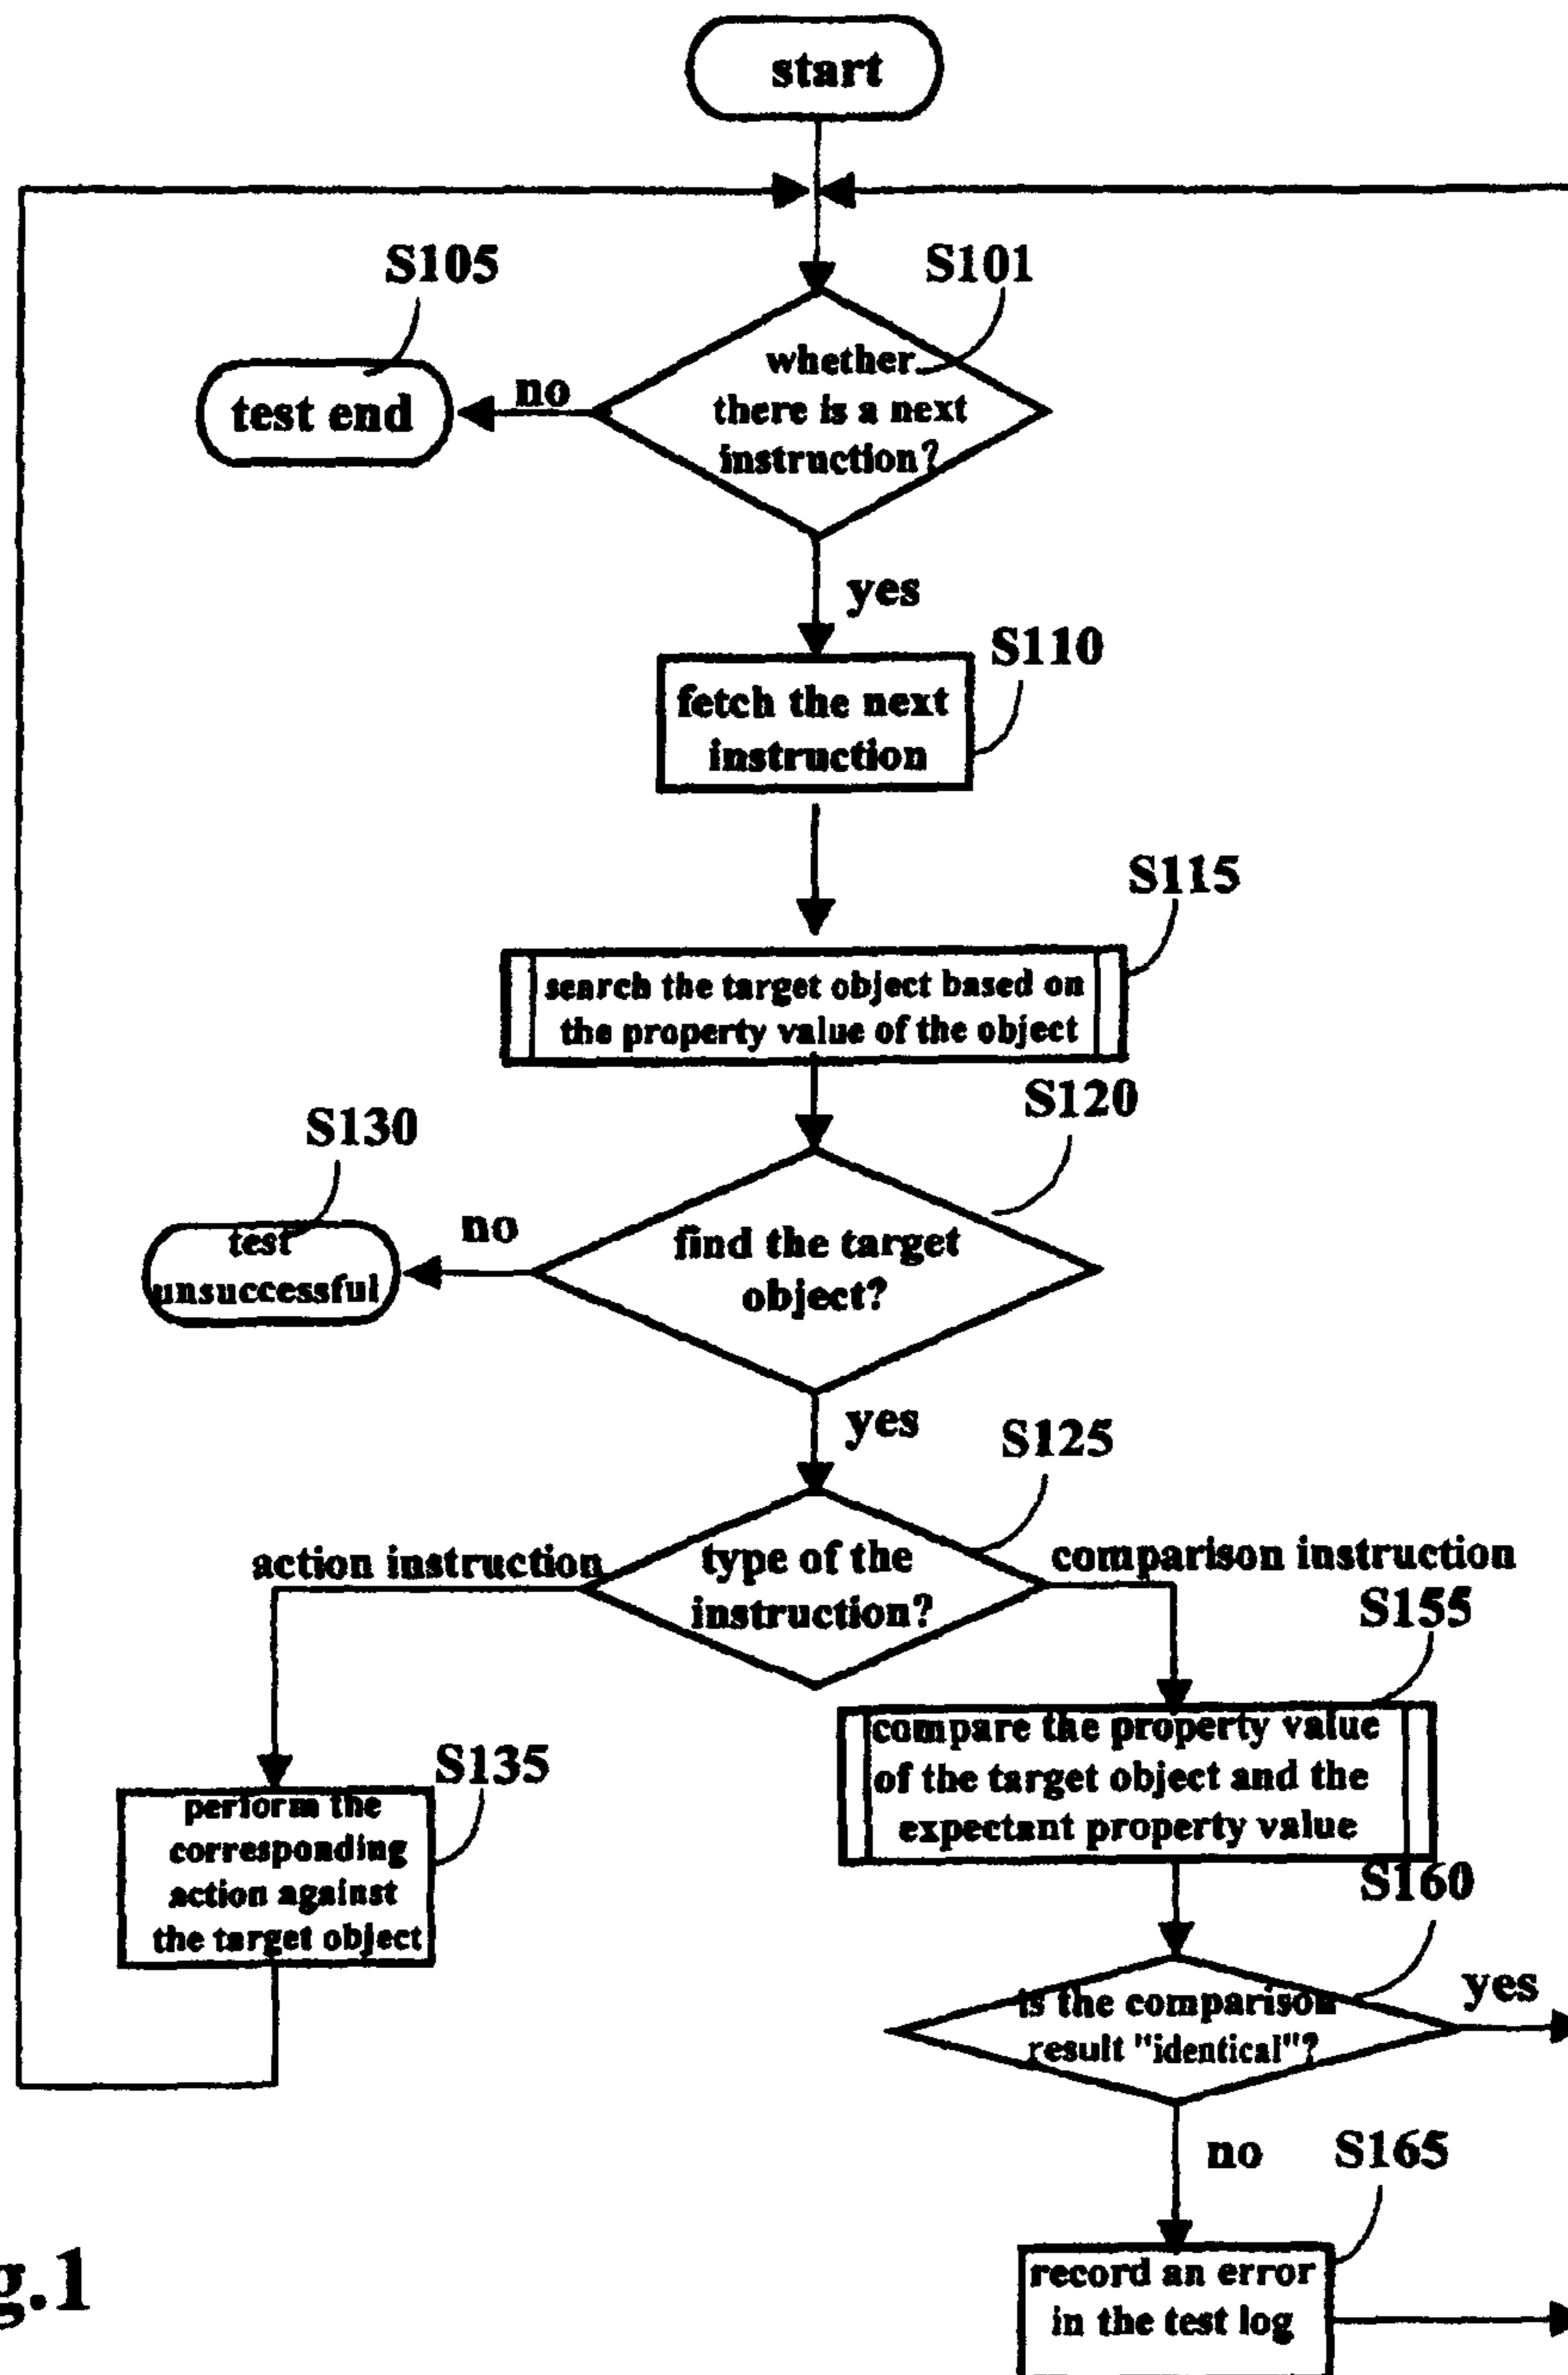 start
S105
S101
whether
there is a next
instruction?
no
test end
yes
S110
fetch the next
instruction
S115
search the target object based on
the property value of the object
S120
S130
no
test
unsuccessful
find the target
object?
yes
S125
action instruction
type of the
instruction?
comparison instruction
S155
compare the property value
of the target object and the
expectant property value
S135
perform the
corresponding
action against
the target object
S160
is the comparison
result "identical"?
yes
no
S165
record an error
in the test log
g.1